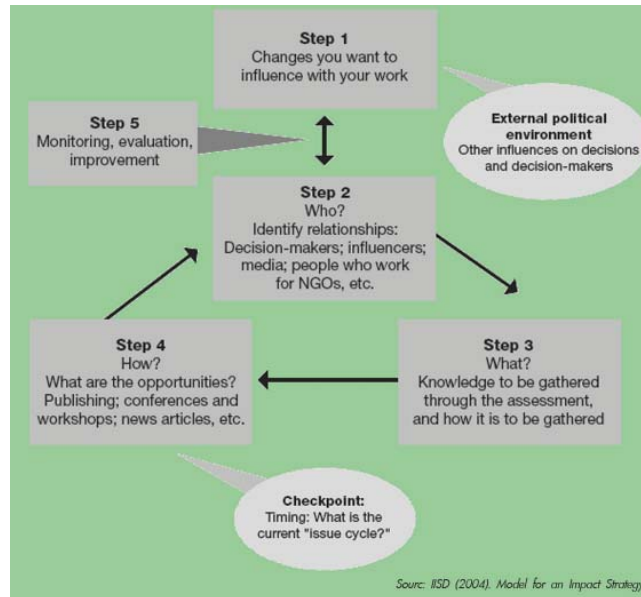 Step 1
Changes you want to
influence with your work
Step 5
Monitoring, evaluation,
improvement
External political
environment
Other influences on decisions
and decision-makers
Step 2
Who?
Identify relationships:
Decision-makers; influencers;
media; people who work
for NGOs, etc.
Step 4
How?
What are the opportunities?
Publishing; conferences and
workshops; news articles, etc.
Step 3
What?
Knowledge to be gathered
through the assessment,
and how it is to be gathered
Checkpoint:
Timing: What is the
current "issue cycle?"
Sourc: IISD (2004). Model for an Impact Strategy